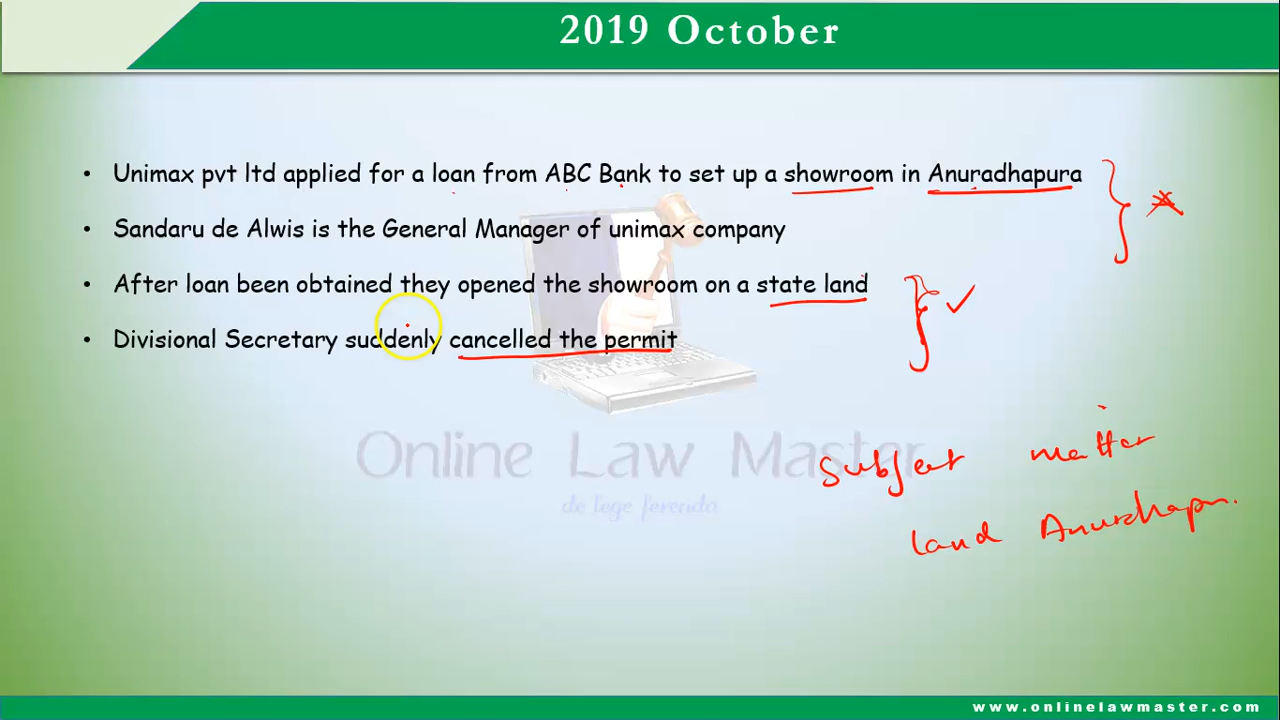 2019 October
• Unimax pvt ltd applied for a loan from ABC Bank to set up a showroom in Anuradhapura
• Sandaru de Alwis is the General Manager of unimax company
• After loan been obtained they opened the showroom on a state land
• Divisional Secretary suddenly cancelled the permit
Online Law Master
de lege ferenda
Subject matter
land
www.onlinelawmaster.com